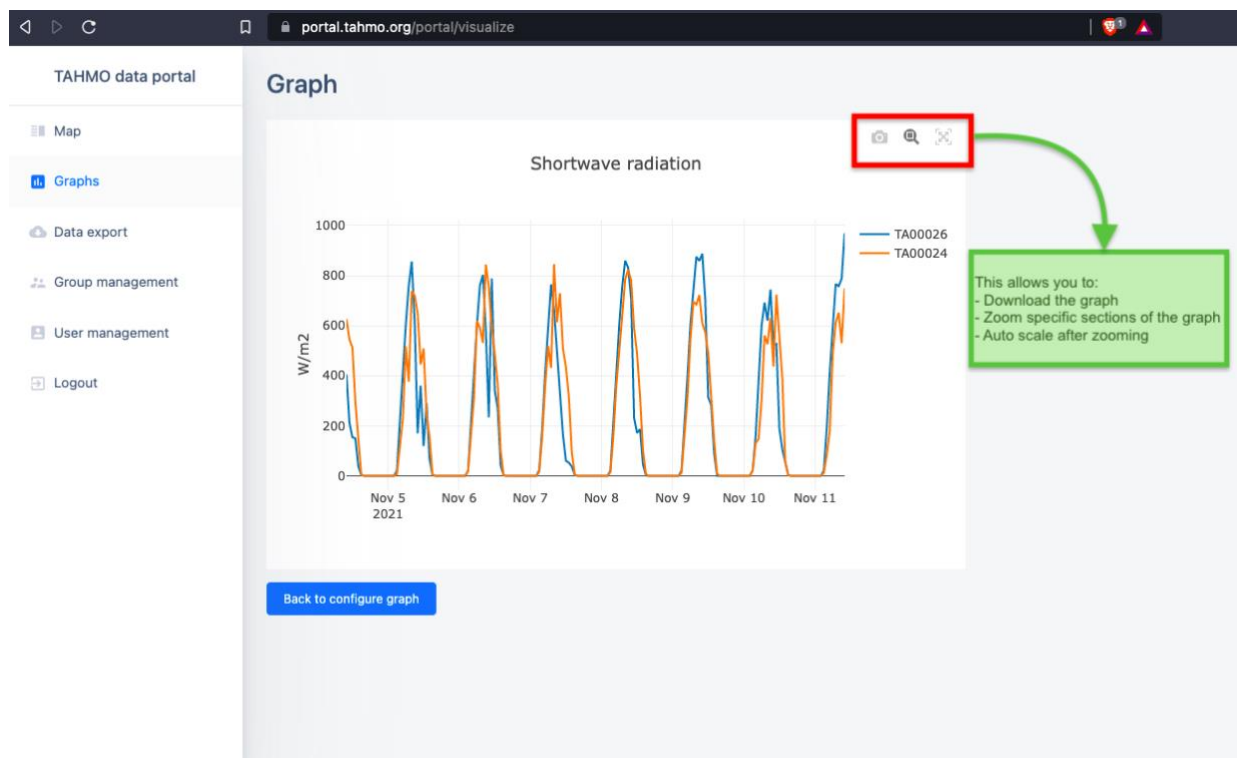 portal.tahmo.org/portal/visualize
1
TAHMO data portal
Map
Graphs
Data export
Group management
User management
Logout
Graph
Shortwave radiation
1000
800
600
400
200
0
W/m2
Nov 5
2021
Nov 6
Nov 7
Nov 8
Nov 9
Nov 10
Nov 11
TA00026
TA00024
This allows you to:
- Download the graph
- Zoom specific sections of the graph
- Auto scale after zooming
Back to configure graph